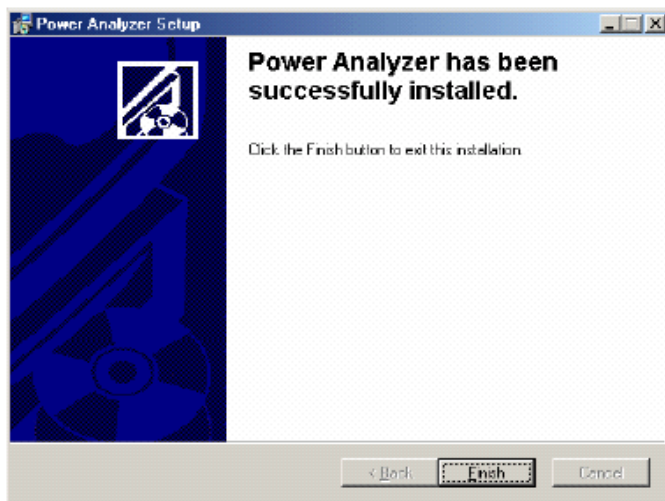 Power Analyzer Setup
Power Analyzer has been
successfully installed.
Click the Finish button to exit this installation.
< Back
Finish
Cancel